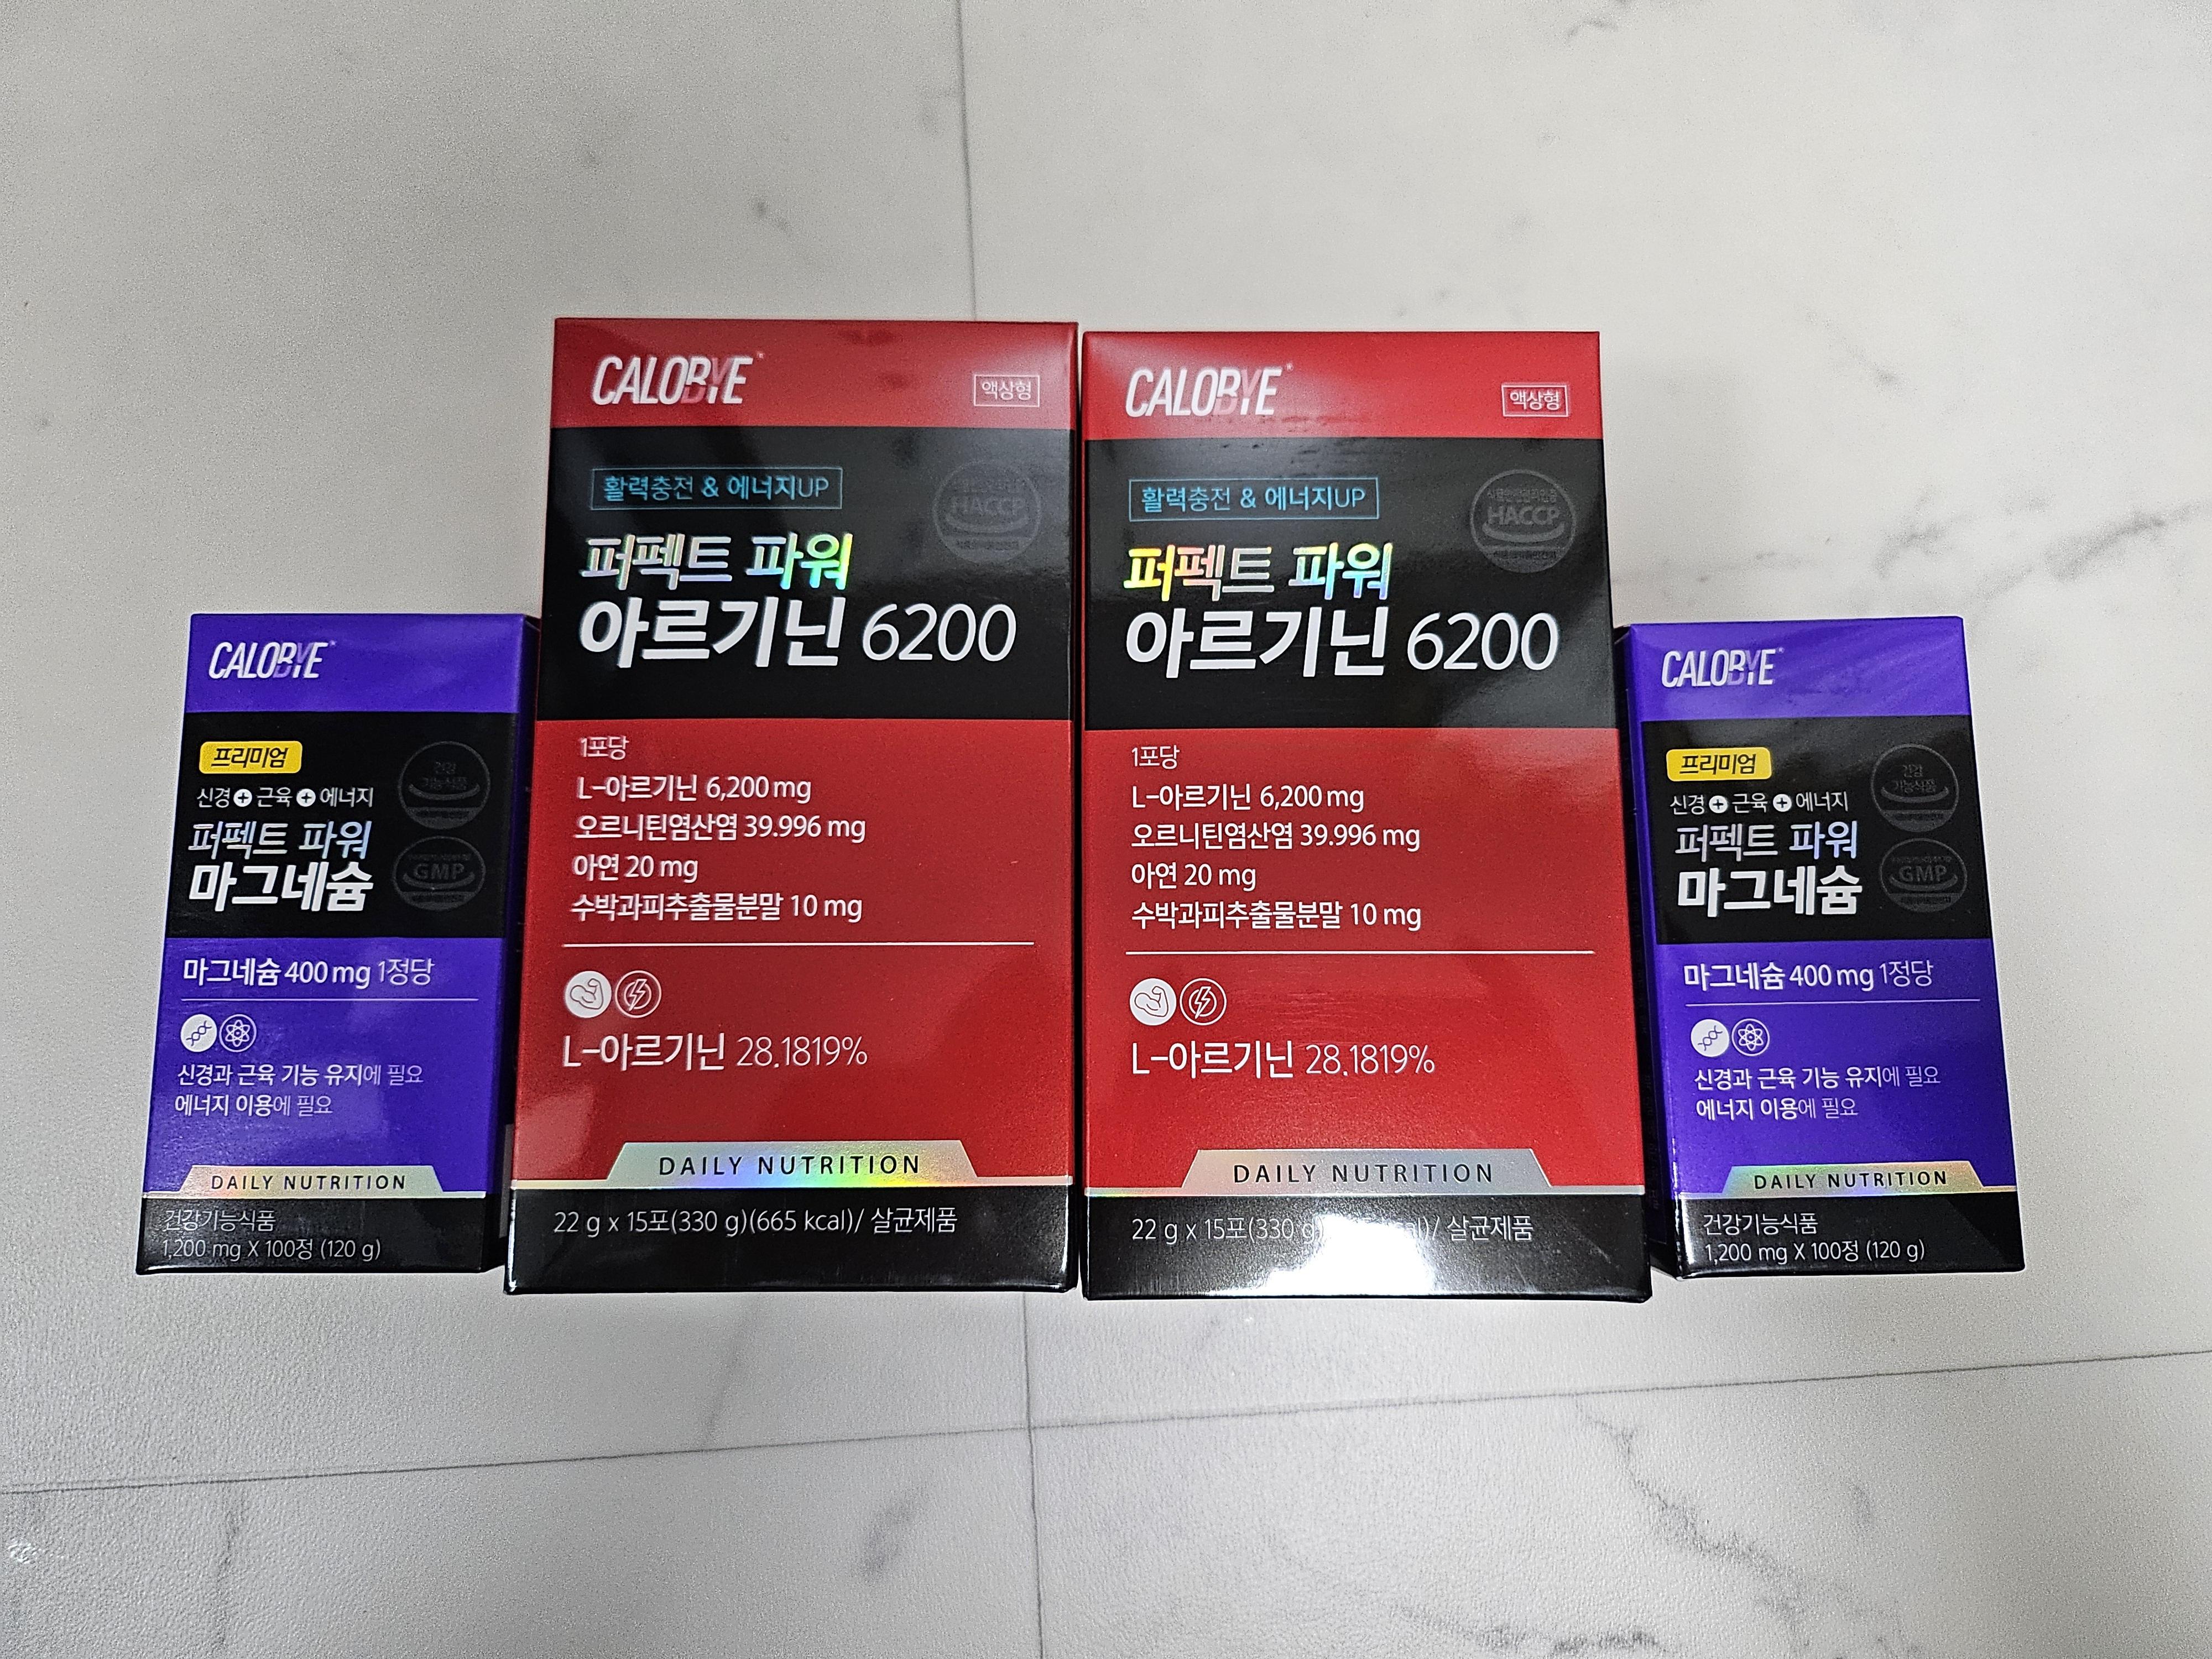 CALOBYE
프리미엄
신경+근육+에너지
퍼펙트 파워
마그네슘
건강
기능식품
GMP
마그네슘 400 mg 1정당
신경과 근육 기능 유지에 필요
에너지 이용에 필요
DAILY NUTRITION
건강기능식품
1,200 mg X 100정 (120 g)
CALOBYE
액상형
활력충전 & 에너지UP
HACCP
퍼펙트 파워
아르기닌 6200
1포당
L-아르기닌 6,200 mg
오르니틴염산염 39.996 mg
아연 20 mg
수박과피추출물분말 10 mg
L-아르기닌 28.1819%
DAILY NUTRITION
22 g x 15포(330 g)(665 kcal)/ 살균제품
CALOBYE
액상형
활력충전 & 에너지UP
HACCP
퍼펙트 파워
아르기닌 6200
1포당
L-아르기닌 6,200 mg
오르니틴염산염 39.996 mg
아연 20 mg
수박과피추출물분말 10 mg
L-아르기닌 28.1819%
DAILY NUTRITION
22 g x 15포(330 g) / 살균제품
CALOBYE
프리미엄
신경+근육+에너지
퍼펙트 파워
마그네슘
건강
기능식품
GMP
마그네슘 400 mg 1정당
신경과 근육 기능 유지에 필요
에너지 이용에 필요
DAILY NUTRITION
건강기능식품
1,200 mg X 100정 (120 g)